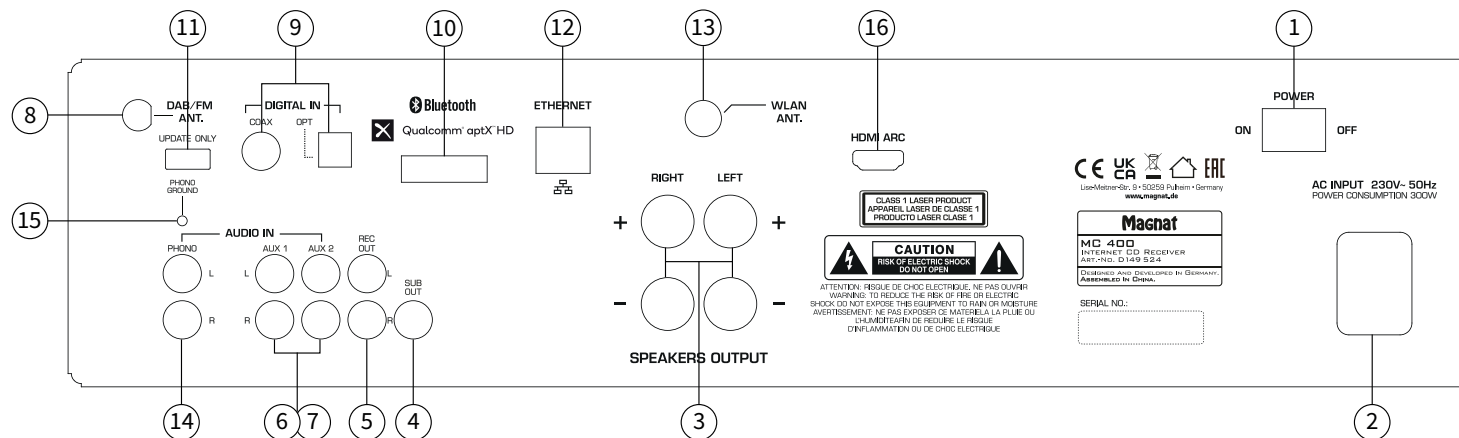 11
9
10
12
13
16
1
8
DAB/FM
ANT.
DIGITAL IN
COAX
OPT
Bluetooth
Qualcomm® aptX™ HD
ETHERNET
WLAN
ANT.
HDMI ARC
POWER
ON
OFF
UPDATE ONLY
PHONO
GROUND
15
RIGHT
LEFT
+
+
-
-
SPEAKERS OUTPUT
AUDIO IN
PHONO
AUX 1
AUX 2
REC
OUT
SUB
OUT
L
L
L
R
R
R
CLASS 1 LASER PRODUCT
APPAREIL LASER DE CLASSE 1
PRODUCTO LASER CLASE 1
CAUTION
RISK OF ELECTRIC SHOCK
DO NOT OPEN
ATTENTION: RISQUE DE CHOC ELECTRIQUE. NE PAS OUVRIR
WARNING: TO REDUCE THE RISK OF FIRE OR ELECTRIC
SHOCK DO NOT EXPOSE THIS EQUIPMENT TO RAIN OR MOISTURE
AVERTISSEMENT: NE PAS EXPOSER CE MATERIELA LA PLUIE OU
L'HUMIDITEAFIN DE REDUIRE LE RISQUE
D'INFLAMMATION OU DE CHOC ELECTRIQUE
CE UK CA EAC
Lise-Meitner-Str. 9 • 50259 Pulheim • Germany
www.magnat.de
Magnat
MC 400
INTERNET CD RECEIVER
ART.-NO. D149 524
DESIGNED AND DEVELOPED IN GERMANY.
ASSEMBLED IN CHINA.
SERIAL NO.:
AC INPUT 230V~ 50Hz
POWER CONSUMPTION 300W
14
6
7
5
4
3
2